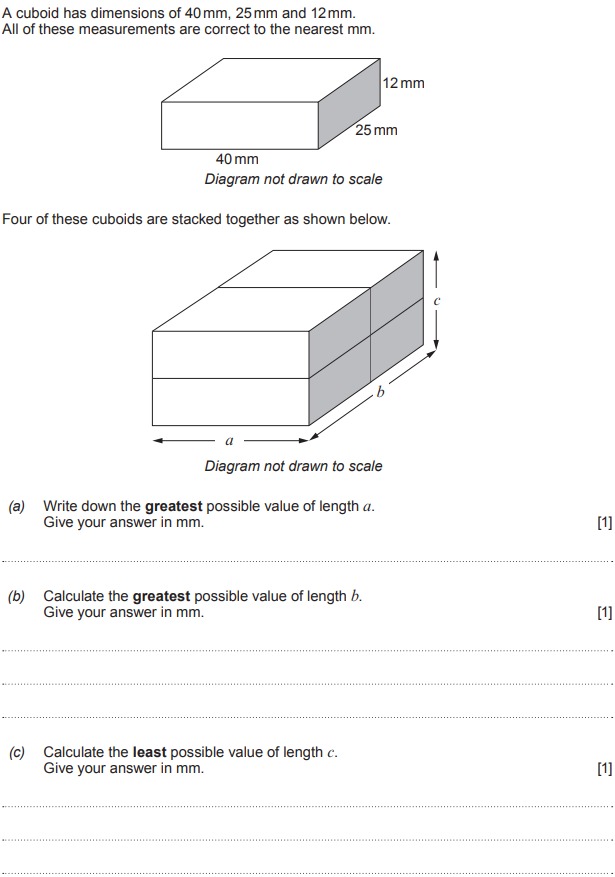 A cuboid has dimensions of 40 mm, 25 mm and 12 mm.
All of these measurements are correct to the nearest mm.
12 mm
25 mm
40 mm
Diagram not drawn to scale
Four of these cuboids are stacked together as shown below.
c
b
a
Diagram not drawn to scale
(a) Write down the greatest possible value of length a.
Give your answer in mm. [1]
(b) Calculate the greatest possible value of length b.
Give your answer in mm. [1]
(c) Calculate the least possible value of length c.
Give your answer in mm. [1]